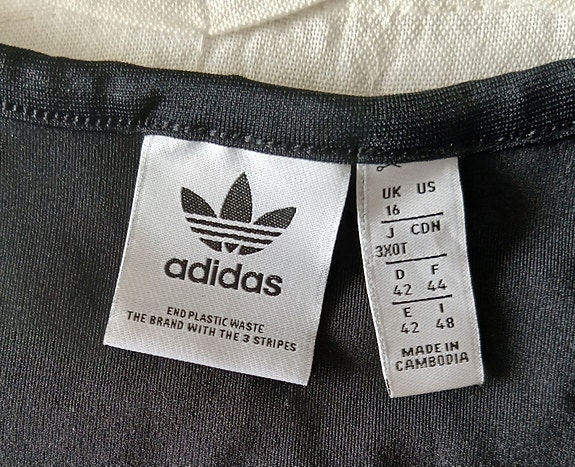 adidas
END PLASTIC WASTE
THE BRAND WITH THE 3 STRIPES
UK US
16
J CDN
3XOT
D F
42 44
E I
42 48
MADE IN
CAMBODIA